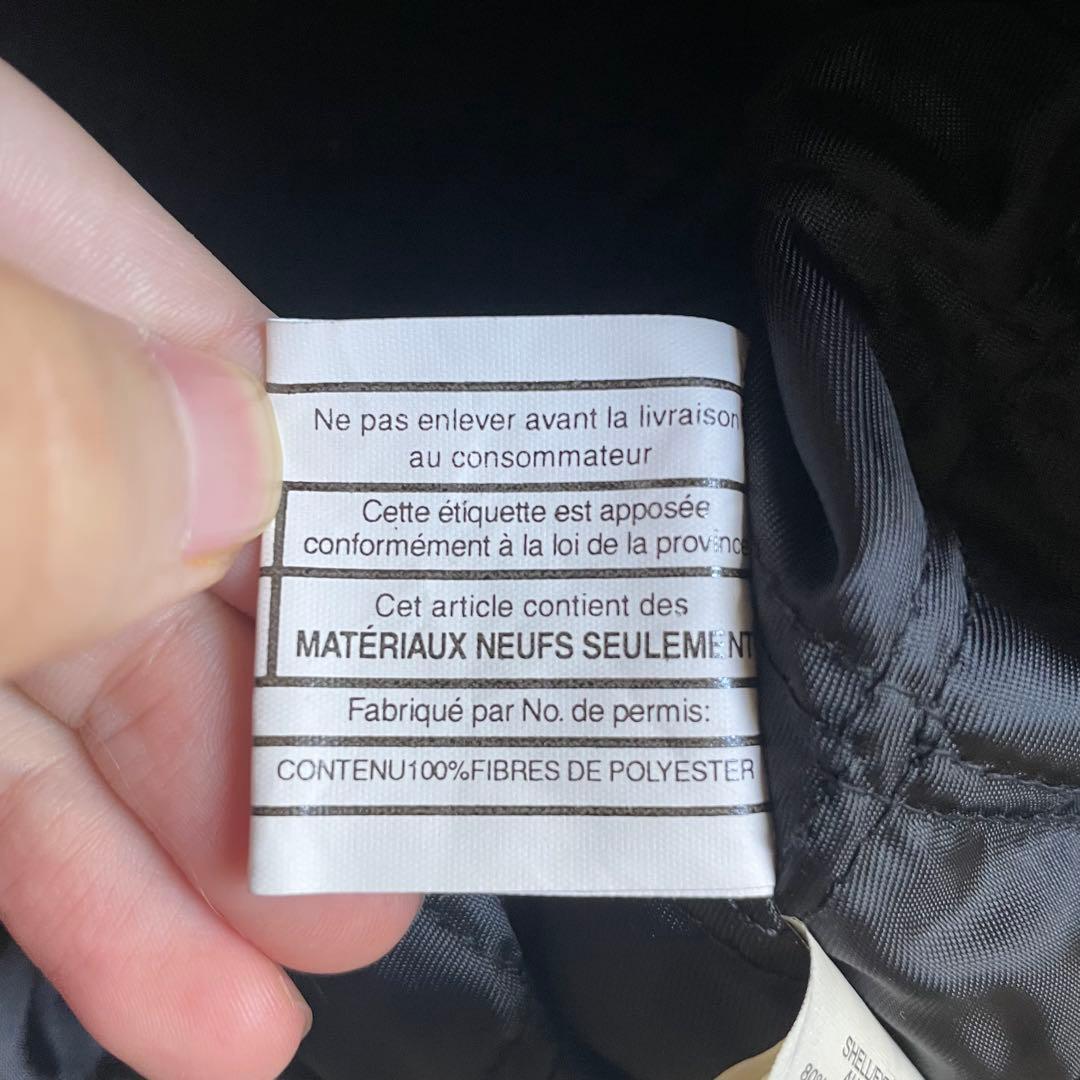 Ne pas enlever avant la livraison
au consommateur
Cette étiquette est apposée
conformément à la loi de la province
Cet article contient des
MATÉRIAUX NEUFS SEULEMENT
Fabriqué par No. de permis:
CONTENU100%FIBRES DE POLYESTER